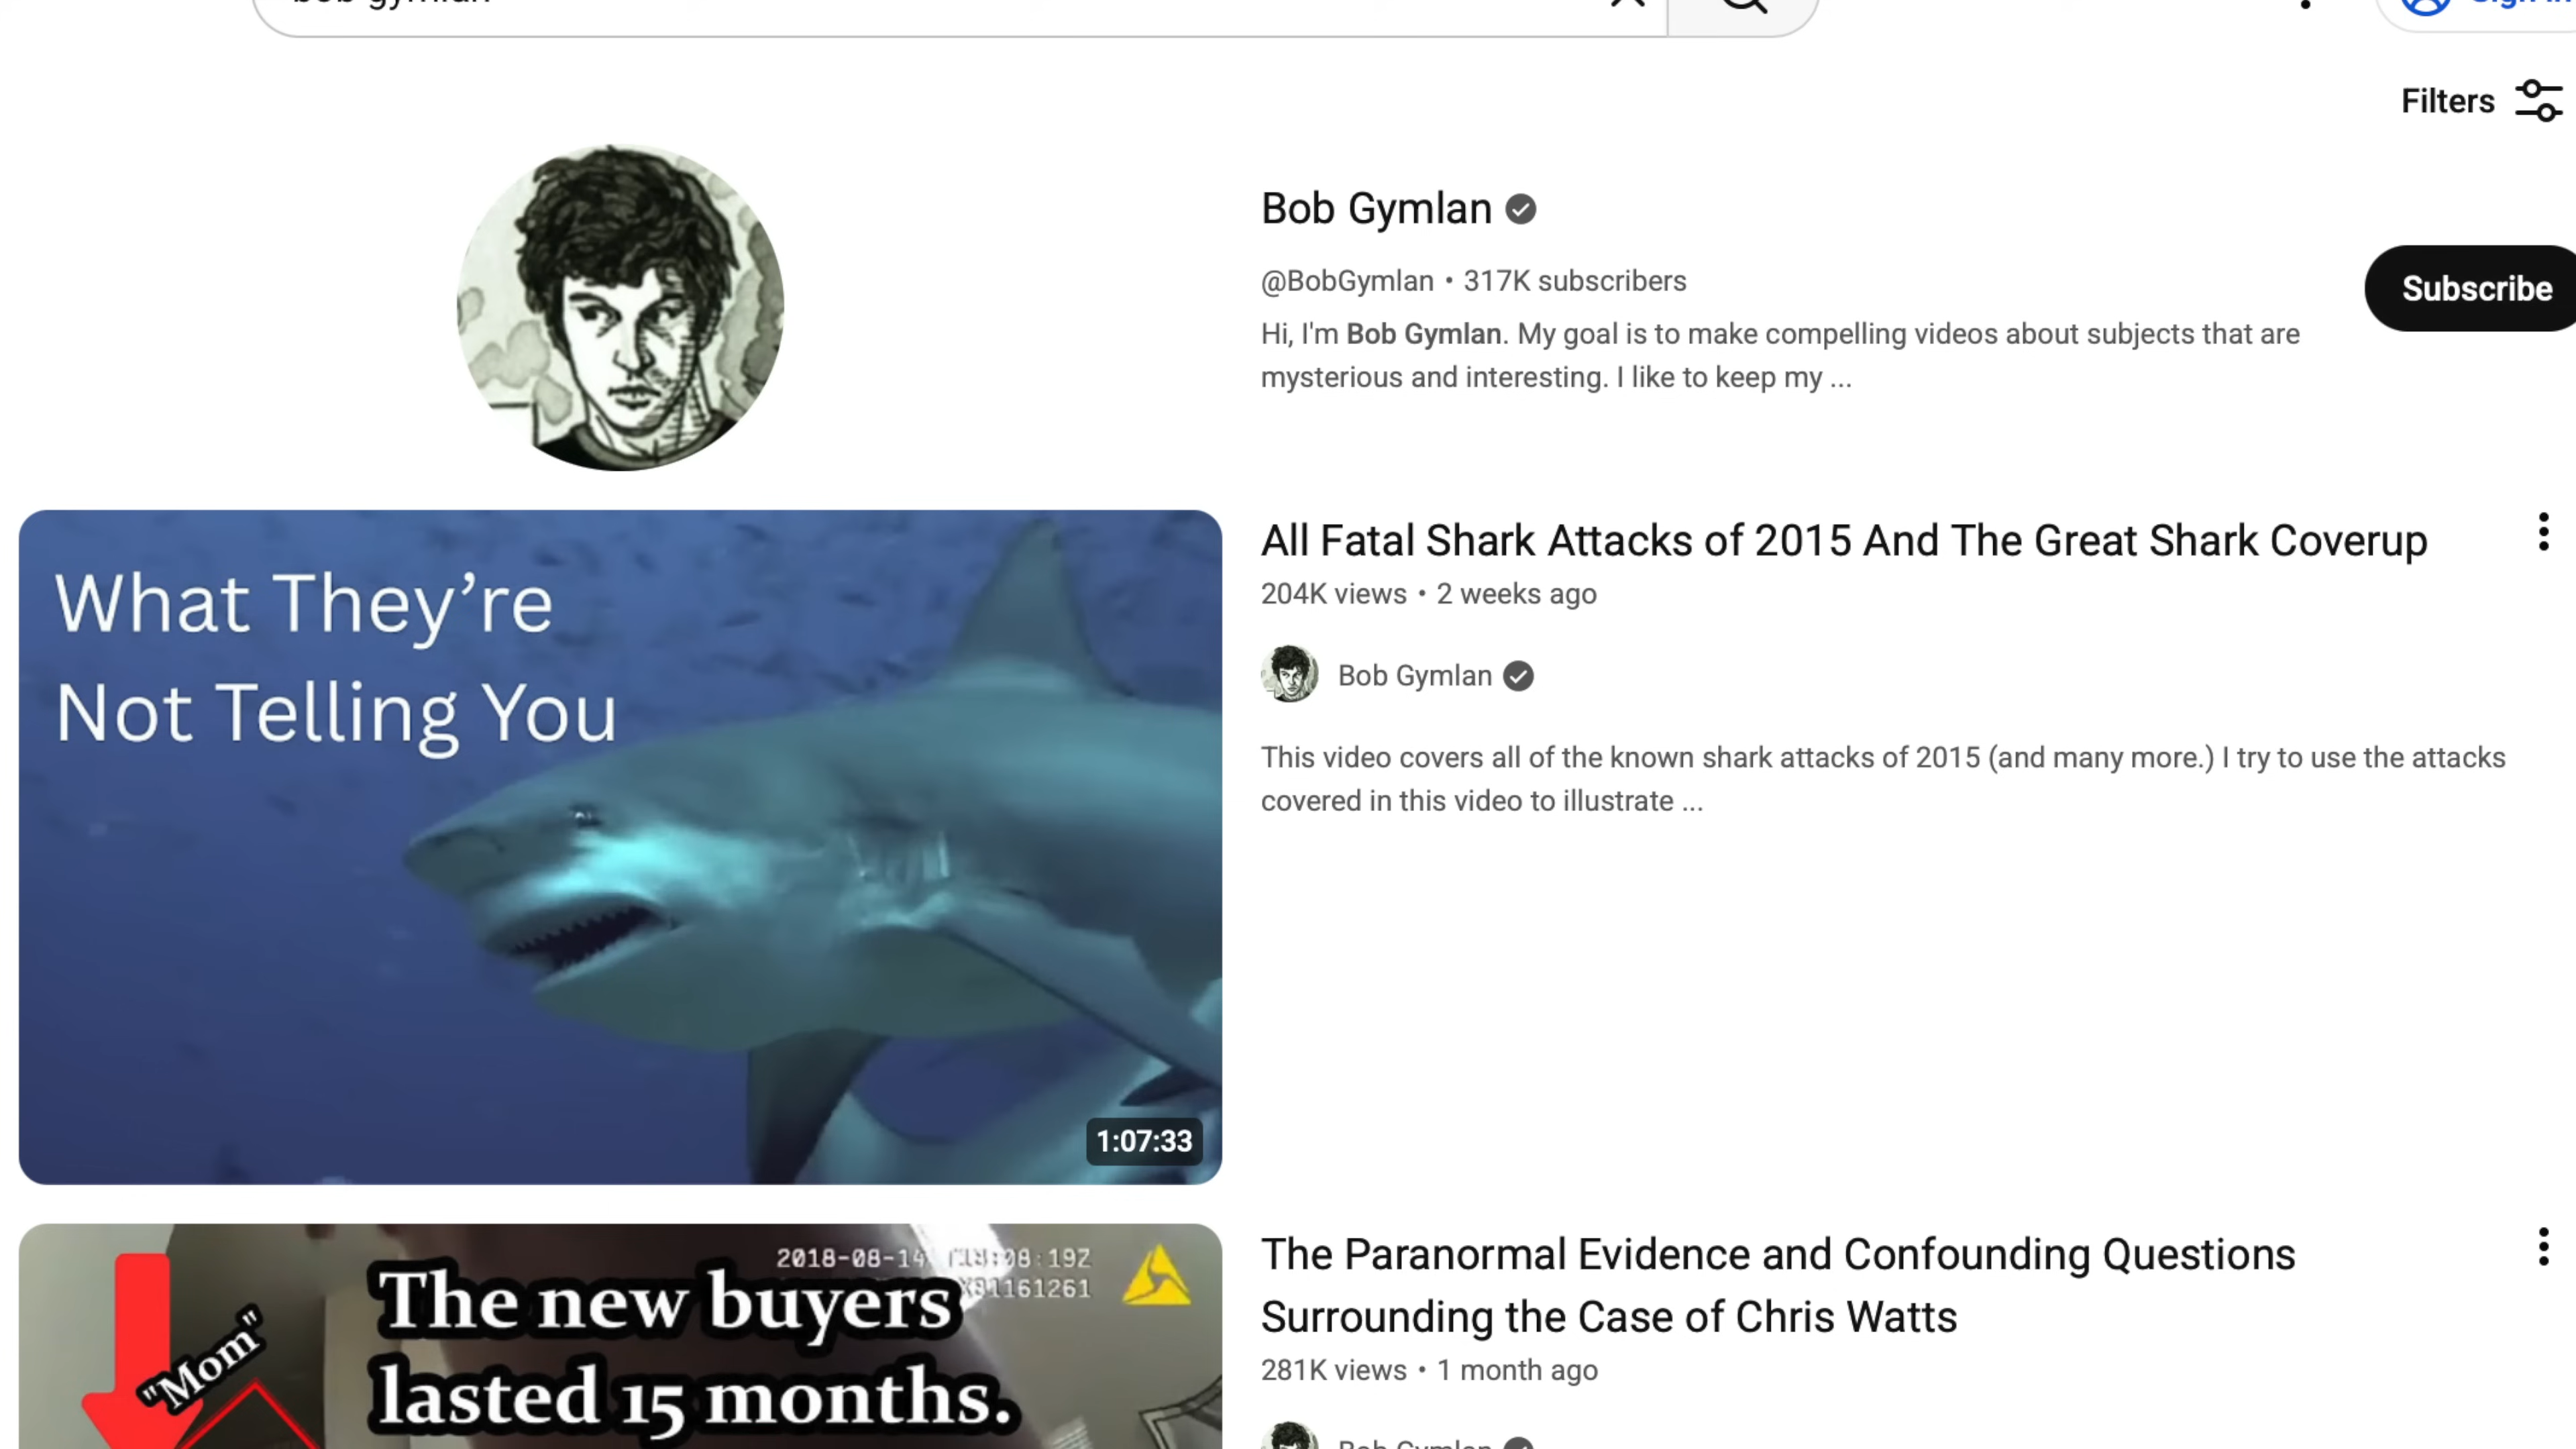 Filters
Bob Gymlan
@BobGymlan • 317K subscribers
Subscribe
Hi, I'm Bob Gymlan. My goal is to make compelling videos about subjects that are
mysterious and interesting. I like to keep my ...
What They’re
Not Telling You
1:07:33
All Fatal Shark Attacks of 2015 And The Great Shark Coverup
204K views • 2 weeks ago
Bob Gymlan
This video covers all of the known shark attacks of 2015 (and many more.) I try to use the attacks
covered in this video to illustrate ...
2018-08-14
"Mom"
The new buyers
lasted 15 months.
The Paranormal Evidence and Confounding Questions
Surrounding the Case of Chris Watts
281K views • 1 month ago